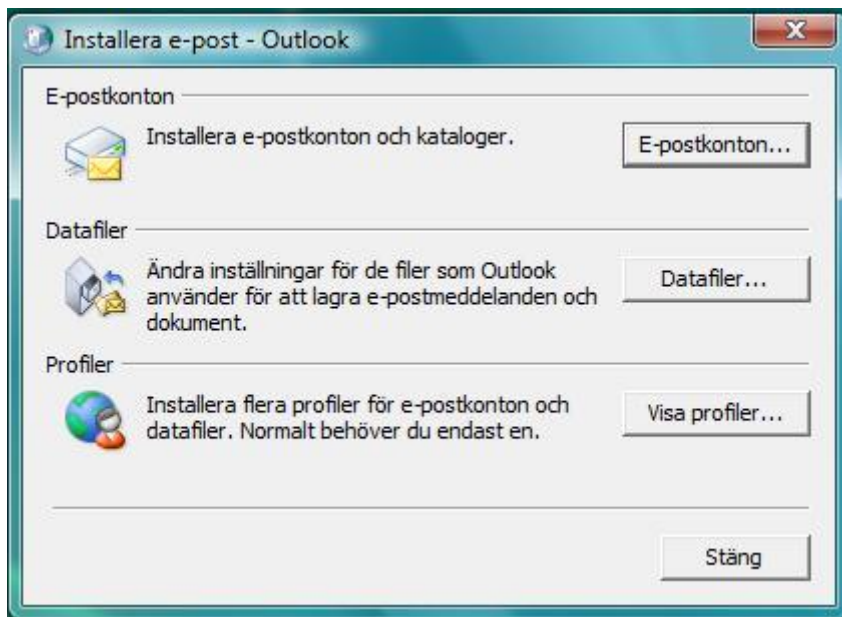 Installera e-post - Outlook
E-postkonton
Installera e-postkonton och kataloger.
E-postkonton...
Datafiler
Ändra inställningar för de filer som Outlook
använder för att lagra e-postmeddelanden och
dokument.
Datafiler...
Profiler
Installera flera profiler för e-postkonton och
datafiler. Normalt behöver du endast en.
Visa profiler...
Stäng